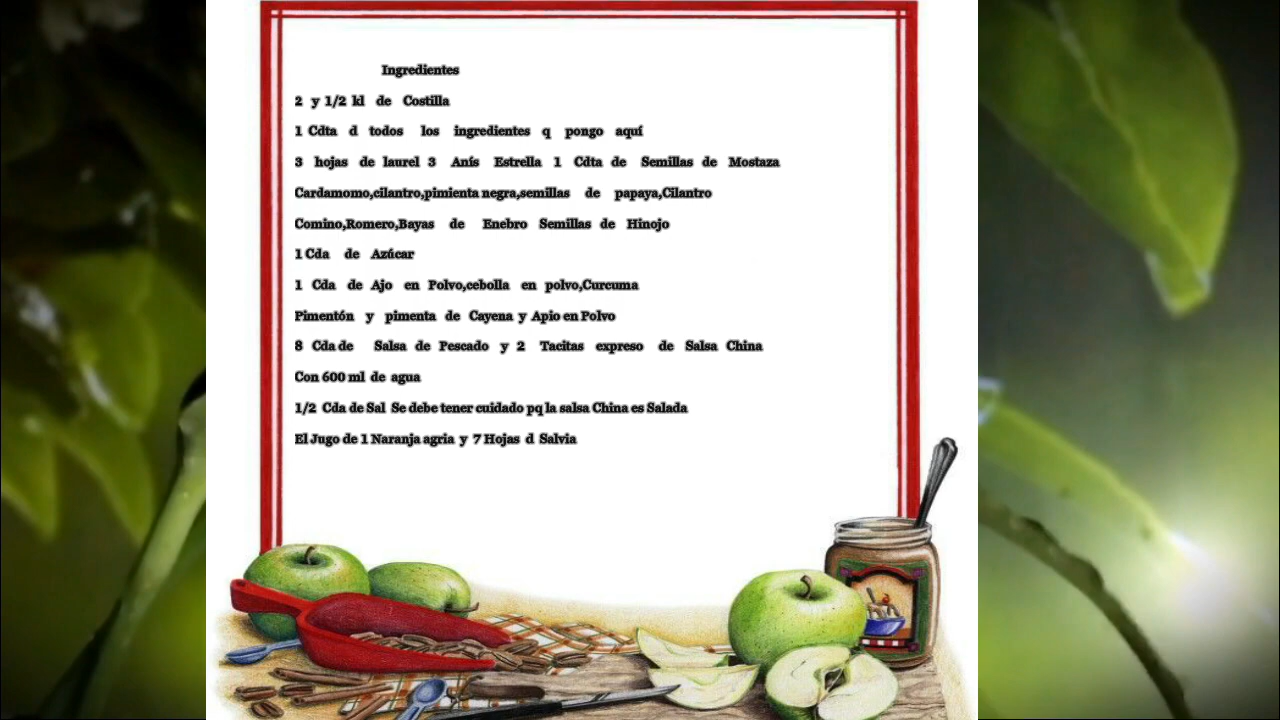 Ingredientes
2 y 1/2 kl de Costilla
1 Cdta d todos los ingredientes q pongo aquí
3 hojas de laurel 3 Anís Estrella 1 Cdta de Semillas de Mostaza
Cardamomo,cilantro,pimienta negra,semillas de papaya,Cilantro
Comino,Romero,Bayas de Enebro Semillas de Hinojo
1 Cda de Azúcar
1 Cda de Ajo en Polvo,cebolla en polvo,Curcuma
Pimentón y pimenta de Cayena y Apio en Polvo
8 Cda de Salsa de Pescado y 2 Tacitas expreso de Salsa China
Con 600 ml de agua
1/2 Cda de Sal Se debe tener cuidado pq la salsa China es Salada
El Jugo de 1 Naranja agria y 7 Hojas d Salvia